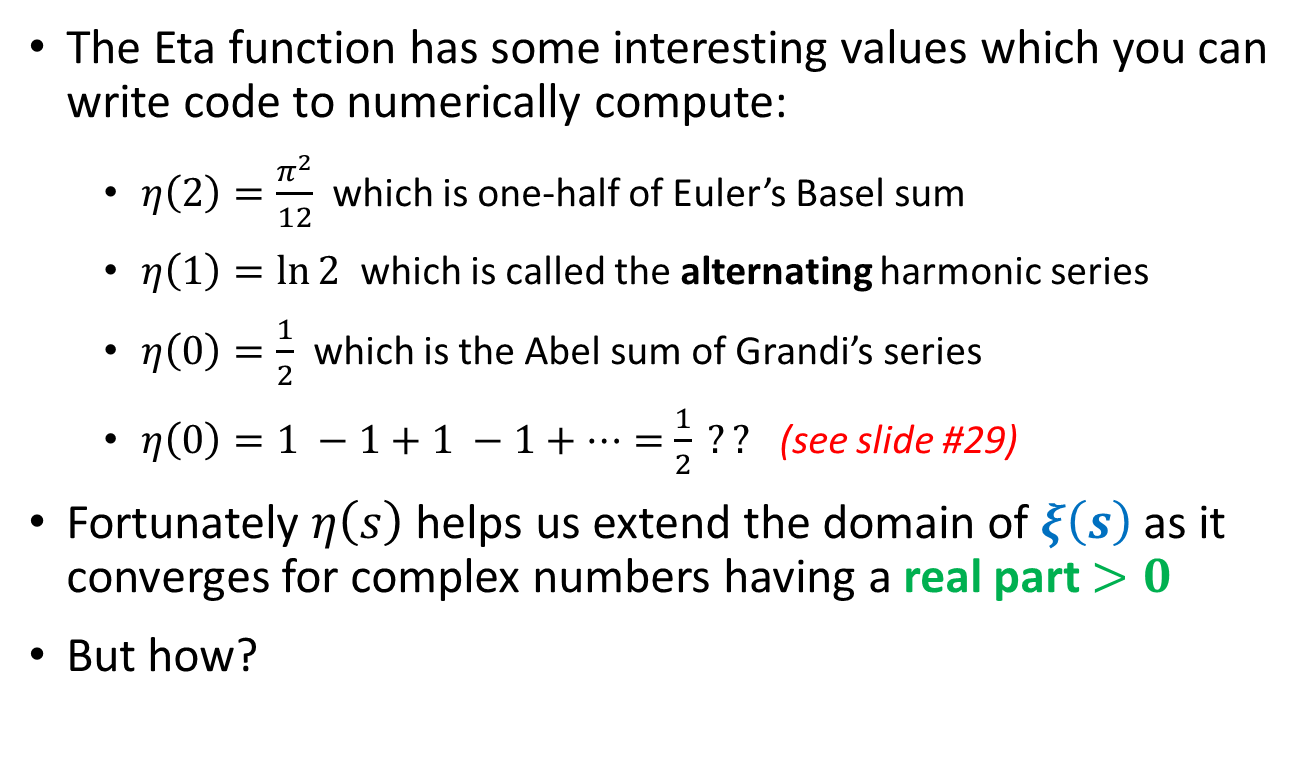 • The Eta function has some interesting values which you can
write code to numerically compute:
• η(2) = π²/12 which is one-half of Euler’s Basel sum
• η(1) = ln 2 which is called the alternating harmonic series
• η(0) = 1/2 which is the Abel sum of Grandi’s series
• η(0) = 1 − 1 + 1 − 1 + ⋯ = 1/2 ?? (see slide #29)
• Fortunately η(s) helps us extend the domain of ξ(s) as it
converges for complex numbers having a real part > 0
• But how?